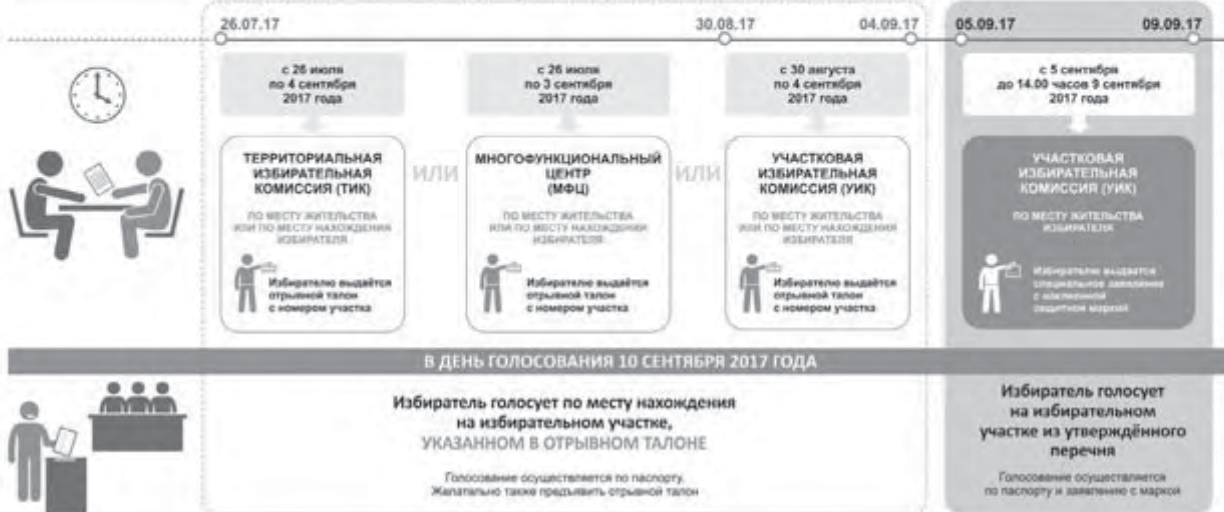 26.07.17
30.08.17
04.09.17
05.09.17
09.09.17
с 26 июля
по 4 сентября
2017 года
с 26 июля
по 3 сентября
2017 года
с 30 августа
по 4 сентября
2017 года
с 5 сентября
до 14.00 часов 9 сентября
2017 года
ТЕРРИТОРИАЛЬНАЯ
ИЗБИРАТЕЛЬНАЯ
КОМИССИЯ (ТИК)
ПО МЕСТУ ЖИТЕЛЬСТВА
ИЛИ ПО МЕСТУ НАХОЖДЕНИЯ
ИЗБИРАТЕЛЯ
Избирателю выдаётся
отрывной талон
с номером участка
ИЛИ
МНОГОФУНКЦИОНАЛЬНЫЙ
ЦЕНТР
(МФЦ)
ПО МЕСТУ ЖИТЕЛЬСТВА
ИЛИ ПО МЕСТУ НАХОЖДЕНИЯ
ИЗБИРАТЕЛЯ
Избирателю выдаётся
отрывной талон
с номером участка
ИЛИ
УЧАСТКОВАЯ
ИЗБИРАТЕЛЬНАЯ
КОМИССИЯ (УИК)
ПО МЕСТУ ЖИТЕЛЬСТВА
ИЛИ ПО МЕСТУ НАХОЖДЕНИЯ
ИЗБИРАТЕЛЯ
Избирателю выдаётся
отрывной талон
с номером участка
УЧАСТКОВАЯ
ИЗБИРАТЕЛЬНАЯ
КОМИССИЯ (УИК)
ПО МЕСТУ ЖИТЕЛЬСТВА
ИЗБИРАТЕЛЯ
Избирателю выдается
специальное заявление
с наклеенной
защитной маркой
В ДЕНЬ ГОЛОСОВАНИЯ 10 СЕНТЯБРЯ 2017 ГОДА
Избиратель голосует по месту нахождения
на избирательном участке,
УКАЗАННОМ В ОТРЫВНОМ ТАЛОНЕ
Голосование осуществляется по паспорту.
Желательно также предъявить отрывной талон
Избиратель голосует
на избирательном
участке из утверждённого
перечня
Голосование осуществляется
по паспорту и заявлению с маркой